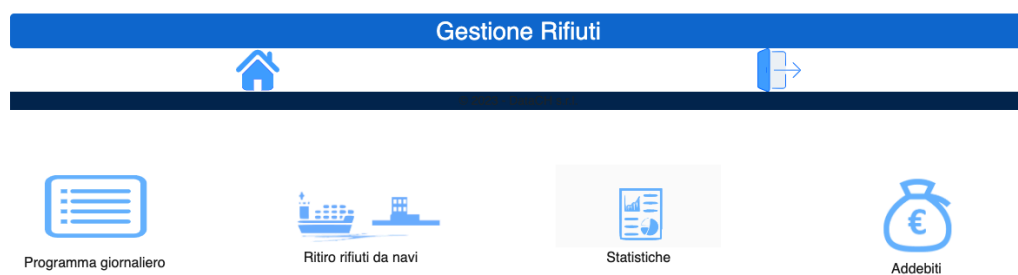 Gestione Rifiuti
€
Programma giornaliero
Ritiro rifiuti da navi
Statistiche
Addebiti